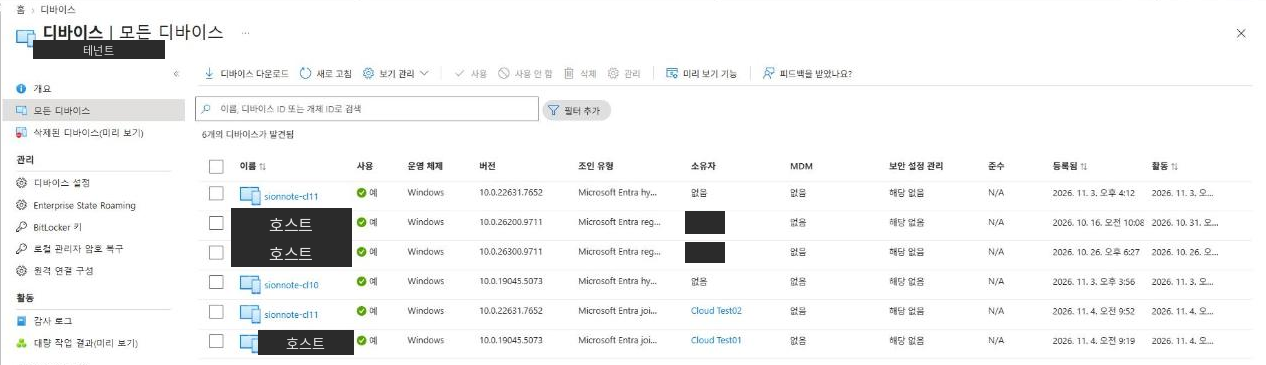 홈 > 디바이스
디바이스 | 모든 디바이스 ...
테넌트
개요
모든 디바이스
삭제된 디바이스(미리 보기)
관리
디바이스 설정
Enterprise State Roaming
BitLocker 키
로컬 관리자 암호 복구
원격 연결 구성
활동
감사 로그
대량 작업 결과(미리 보기)
디바이스 다운로드 새로 고침 보기 관리 사용 사용 안 함 삭제 관리 미리 보기 기능 피드백을 받았나요?
이름, 디바이스 ID 또는 개체 ID로 검색 필터 추가
6개의 디바이스가 발견됨
이름 사용 운영 체제 버전 조인 유형 소유자 MDM 보안 설정 관리 준수 등록됨 활동
sionnote-cl11 예 Windows 10.0.22631.7652 Microsoft Entra hy... 없음 없음 해당 없음 N/A 2026. 11. 3. 오후 4:12 2026. 11. 3. 오...
호스트 예 Windows 10.0.26200.9711 Microsoft Entra reg... 없음 해당 없음 N/A 2026. 10. 16. 오전 10:08 2026. 10. 31. 오...
호스트 예 Windows 10.0.26300.9711 Microsoft Entra reg... 없음 해당 없음 N/A 2026. 10. 26. 오후 6:27 2026. 10. 26. 오...
sionnote-cl10 예 Windows 10.0.19045.5073 Microsoft Entra hy... 없음 없음 해당 없음 N/A 2026. 11. 3. 오후 3:56 2026. 11. 3. 오...
sionnote-cl11 예 Windows 10.0.22631.7652 Microsoft Entra joi... Cloud Test02 없음 해당 없음 N/A 2026. 11. 4. 오전 9:52 2026. 11. 4. 오...
호스트 예 Windows 10.0.19045.5073 Microsoft Entra joi... Cloud Test01 없음 해당 없음 N/A 2026. 11. 4. 오전 9:19 2026. 11. 4. 오...